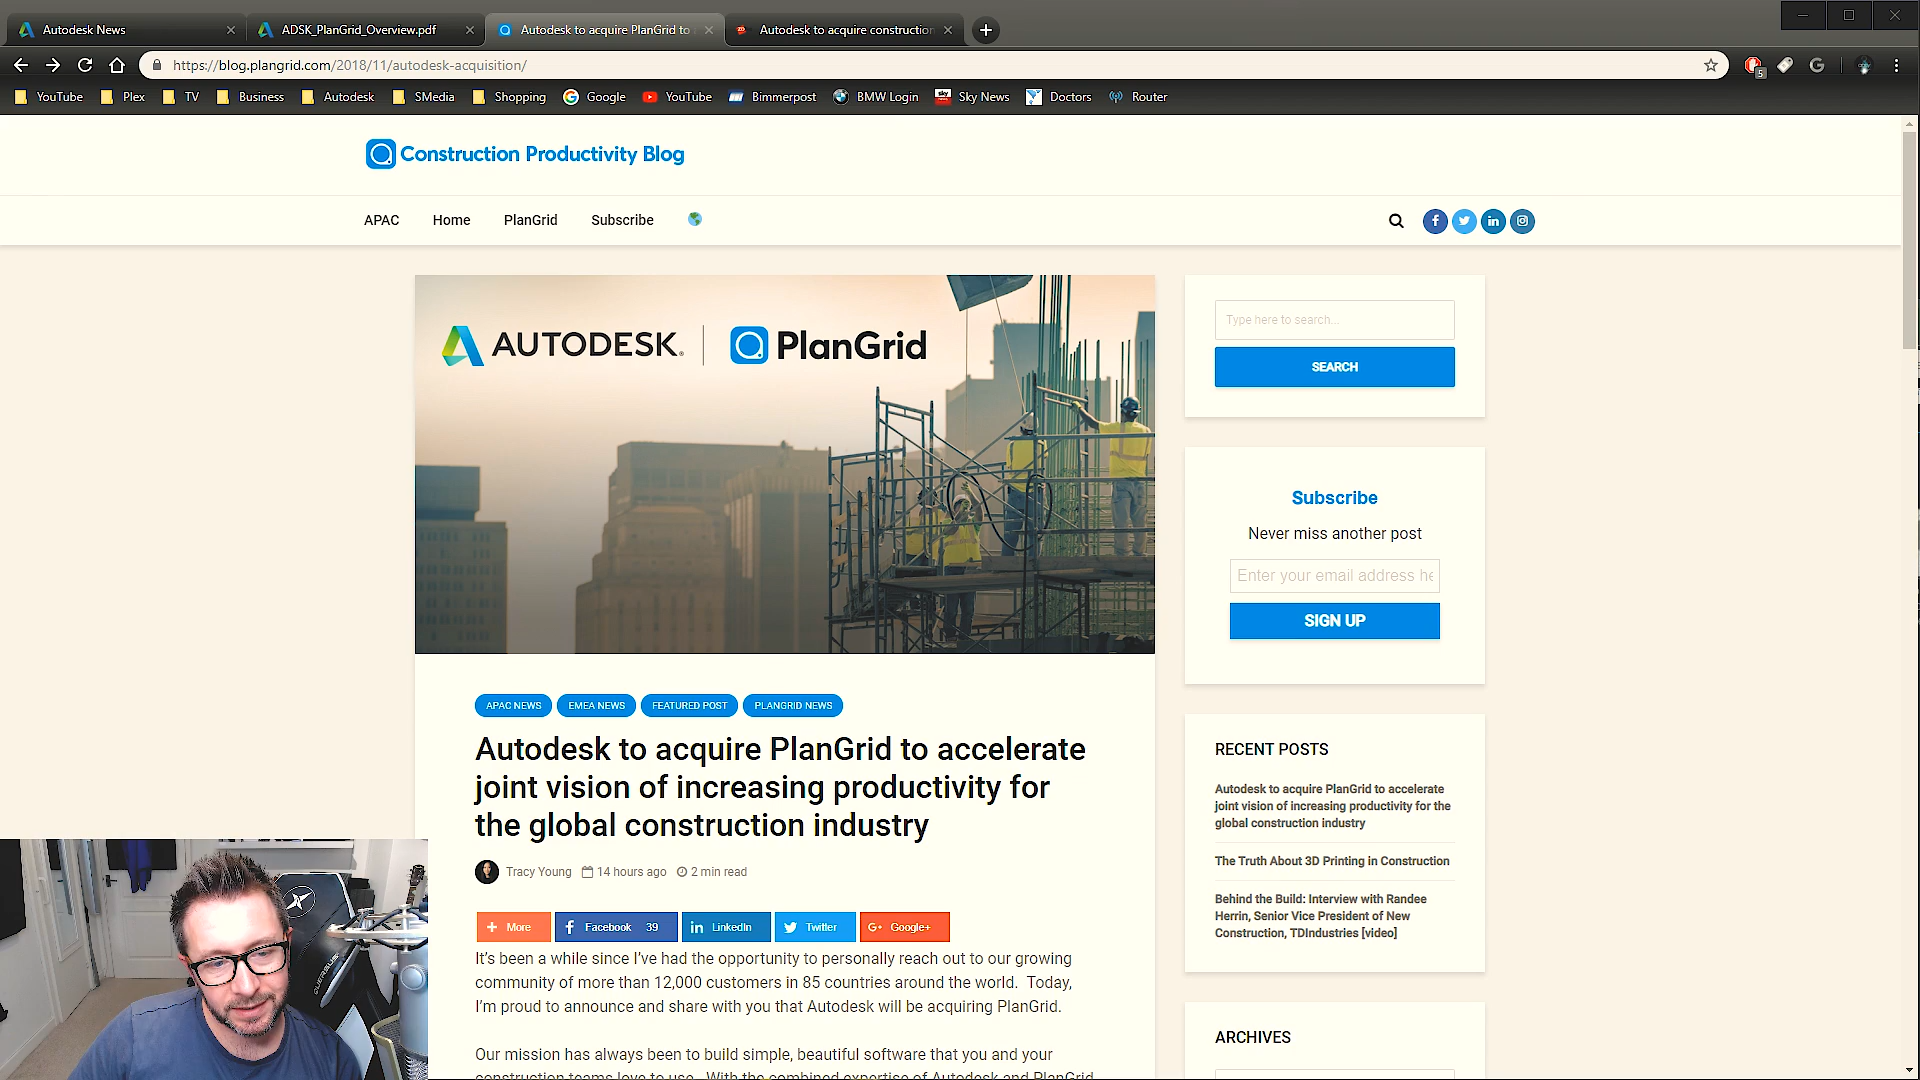 Autodesk News
ADSK_PlanGrid_Overview.pdf
Autodesk to acquire PlanGrid to
Autodesk to acquire construction
https://blog.plangrid.com/2018/11/autodesk-acquisition/
5
YouTube
Plex
TV
Business
Autodesk
SMedia
Shopping
Google
YouTube
Bimmerpost
BMW Login
Sky News
Doctors
Router
Construction Productivity Blog
APAC
Home
PlanGrid
Subscribe
AUTODESK.
PlanGrid
Type here to search...
SEARCH
Subscribe
Never miss another post
Enter your email address he
SIGN UP
APAC NEWS
EMEA NEWS
FEATURED POST
PLANGRID NEWS
Autodesk to acquire PlanGrid to accelerate
joint vision of increasing productivity for
the global construction industry
Tracy Young
14 hours ago
2 min read
More
Facebook 39
LinkedIn
Twitter
Google+
It's been a while since I've had the opportunity to personally reach out to our growing
community of more than 12,000 customers in 85 countries around the world. Today,
I'm proud to announce and share with you that Autodesk will be acquiring PlanGrid.
Our mission has always been to build simple, beautiful software that you and your
construction teams love to use. With the combined expertise of Autodesk and PlanGrid
RECENT POSTS
Autodesk to acquire PlanGrid to accelerate
joint vision of increasing productivity for the
global construction industry
The Truth About 3D Printing in Construction
Behind the Build: Interview with Randee
Herrin, Senior Vice President of New
Construction, TDIndustries [video]
ARCHIVES